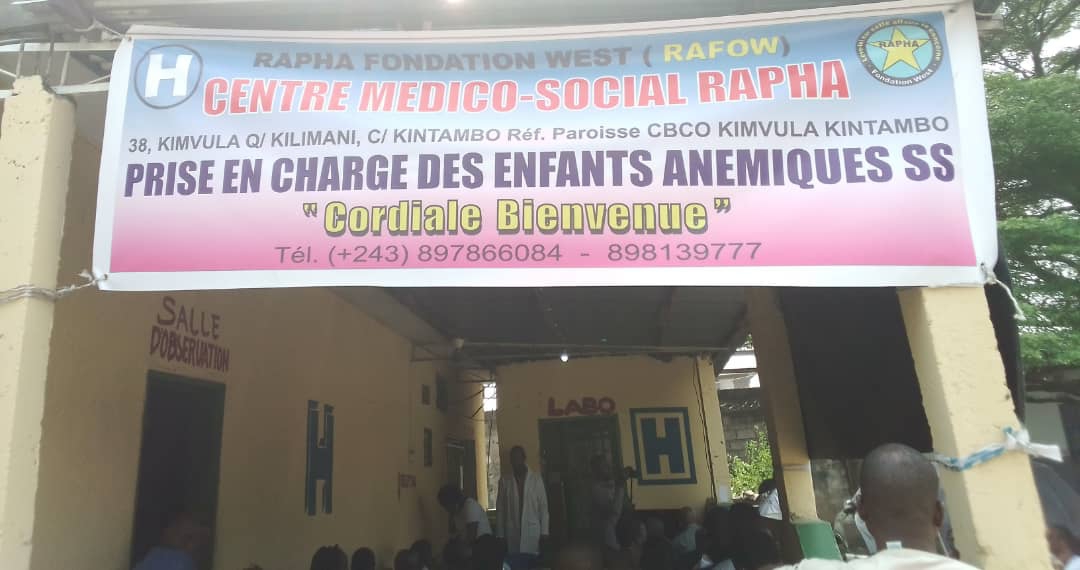 RAPHA FONDATION WEST ( RAFOW)
CENTRE MEDICO-SOCIAL RAPHA
38, KIMVULA Q/ KILIMANI, C/ KINTAMBO Réf. Paroisse CBCO KIMVULA KINTAMBO
PRISE EN CHARGE DES ENFANTS ANEMIQUES SS
"Cordiale Bienvenue"
Tél. (+243) 897866084 - 898139777
H
RAPHA
Fondation West
SALLE
D'OBSERVATION
H
LABO
H